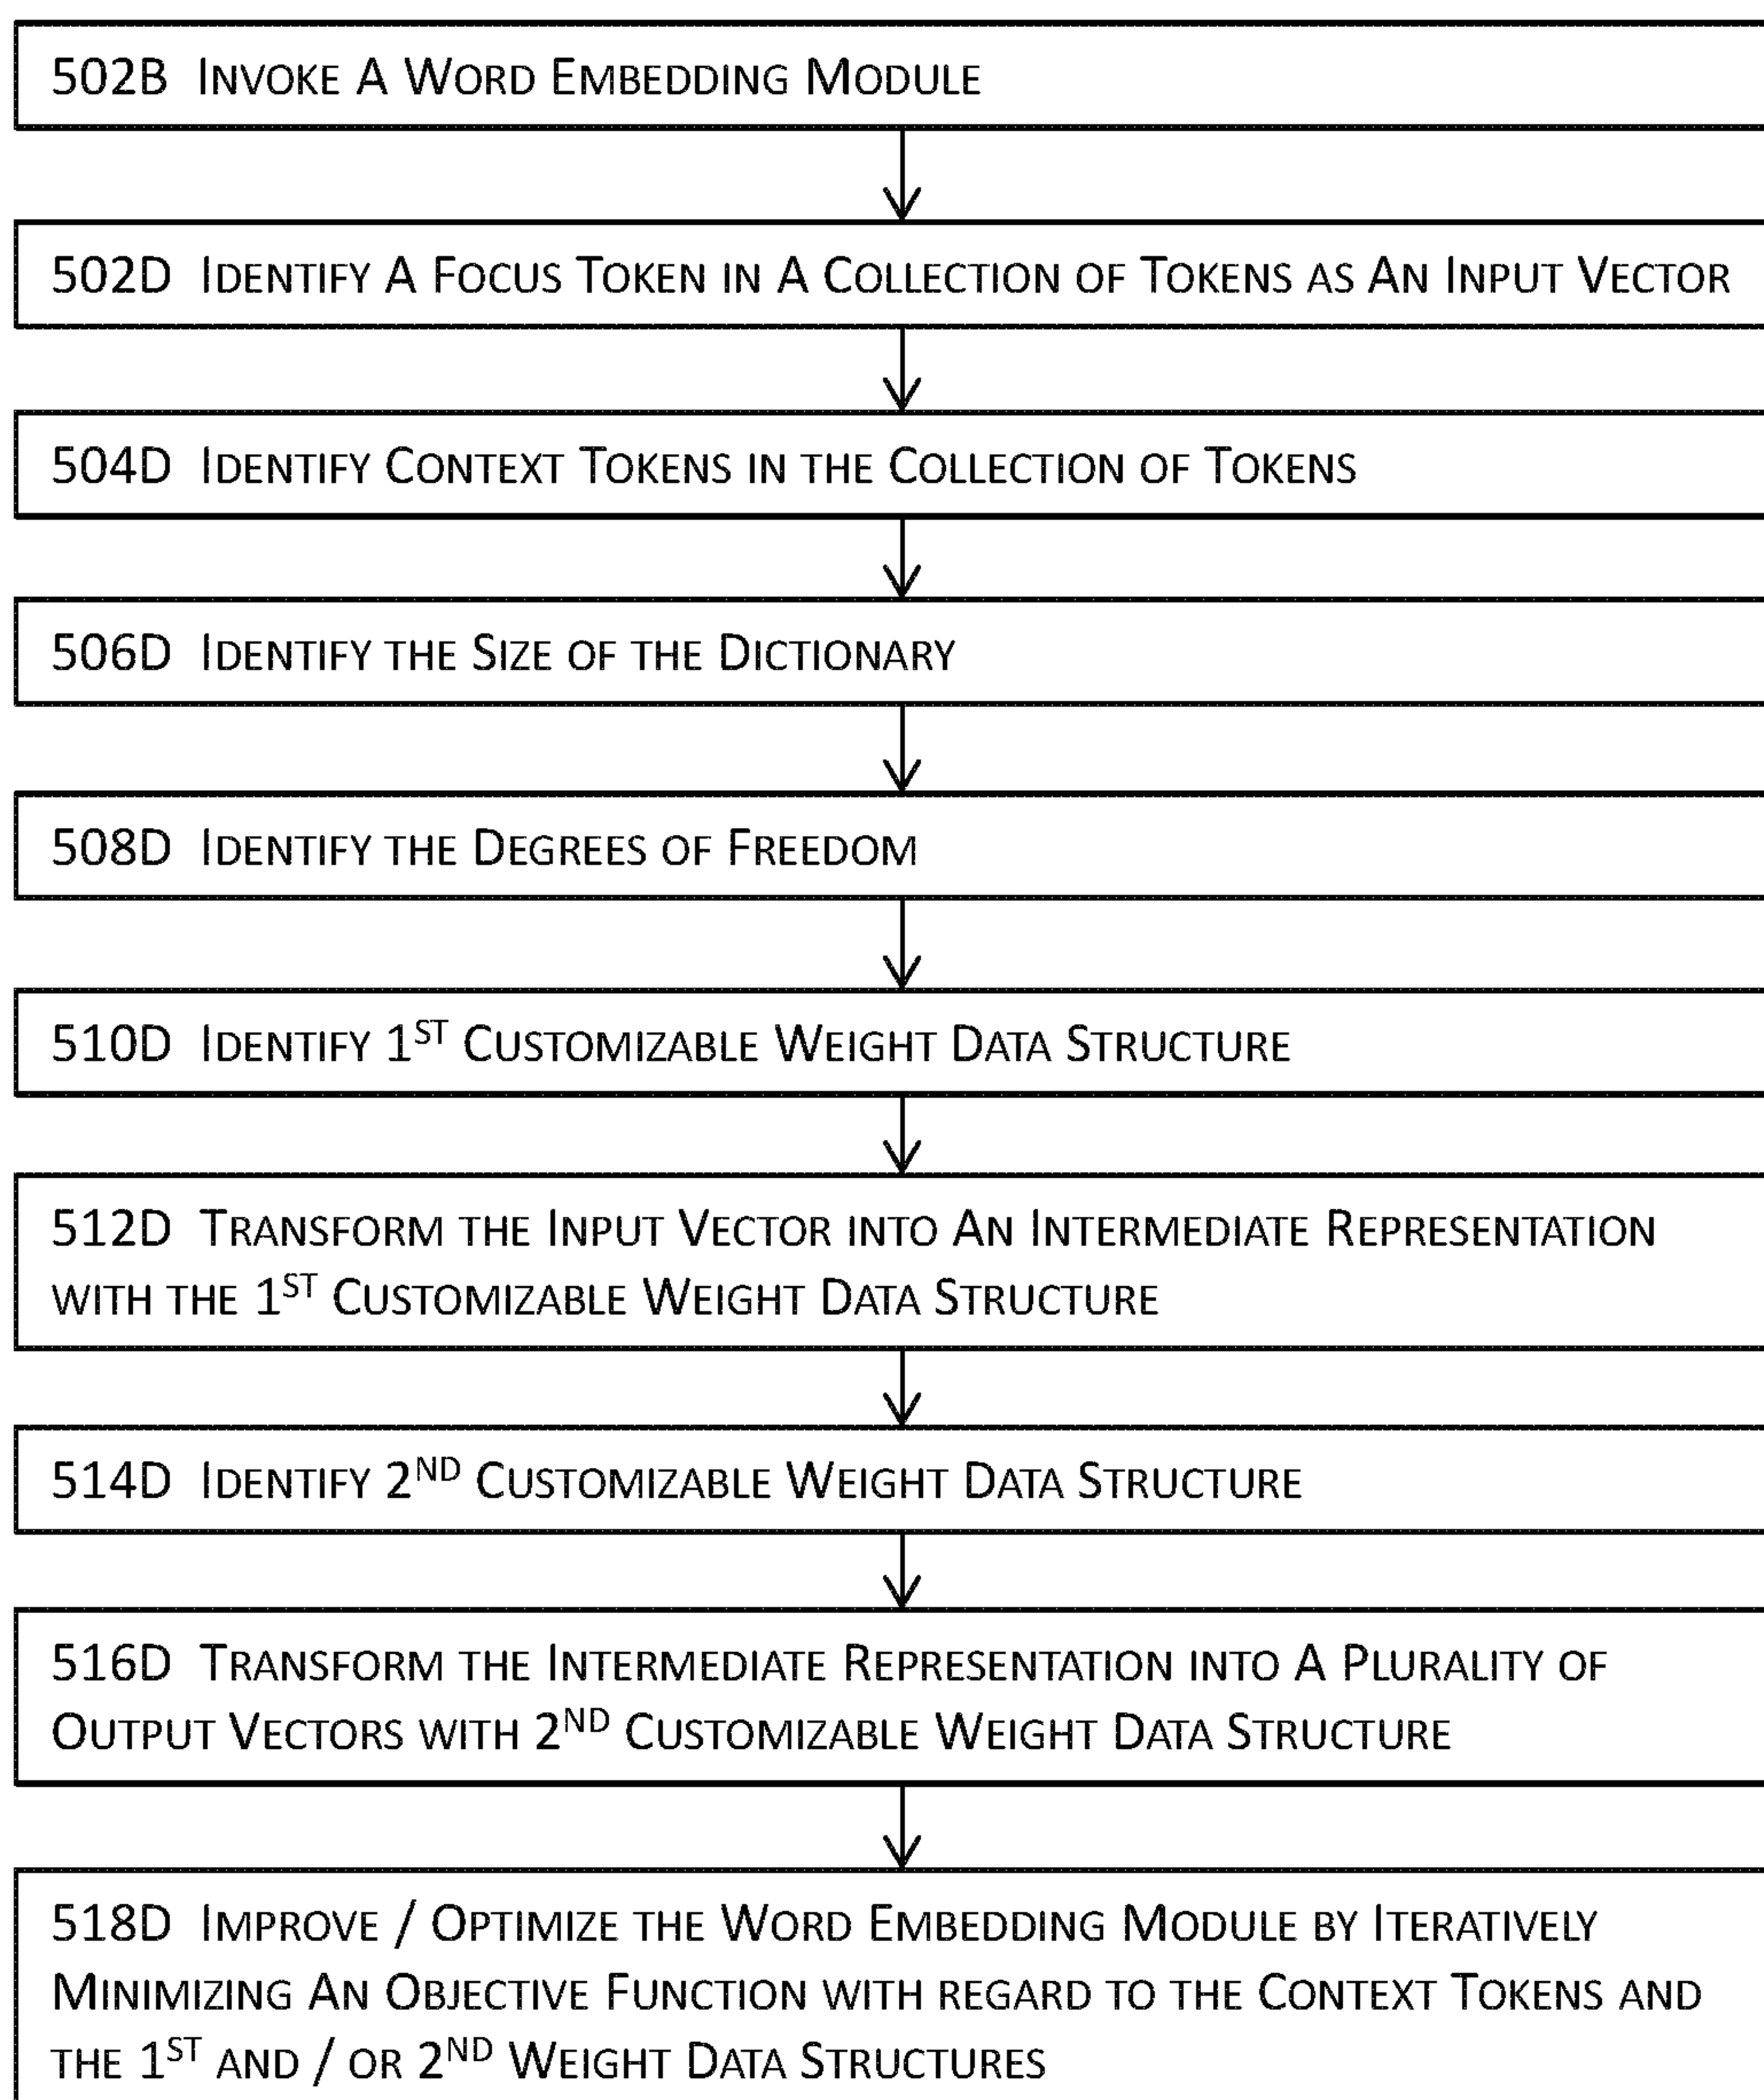 502B Invoke A Word Embedding Module
502D Identify A Focus Token in A Collection of Tokens as An Input Vector
504D Identify Context Tokens in the Collection of Tokens
506D Identify the Size of the Dictionary
508D Identify the Degrees of Freedom
510D Identify 1ST Customizable Weight Data Structure
512D Transform the Input Vector into An Intermediate Representation
with the 1ST Customizable Weight Data Structure
514D Identify 2ND Customizable Weight Data Structure
516D Transform the Intermediate Representation into A Plurality of
Output Vectors with 2ND Customizable Weight Data Structure
518D Improve / Optimize the Word Embedding Module by Iteratively
Minimizing An Objective Function with regard to the Context Tokens and
the 1ST and / or 2ND Weight Data Structures